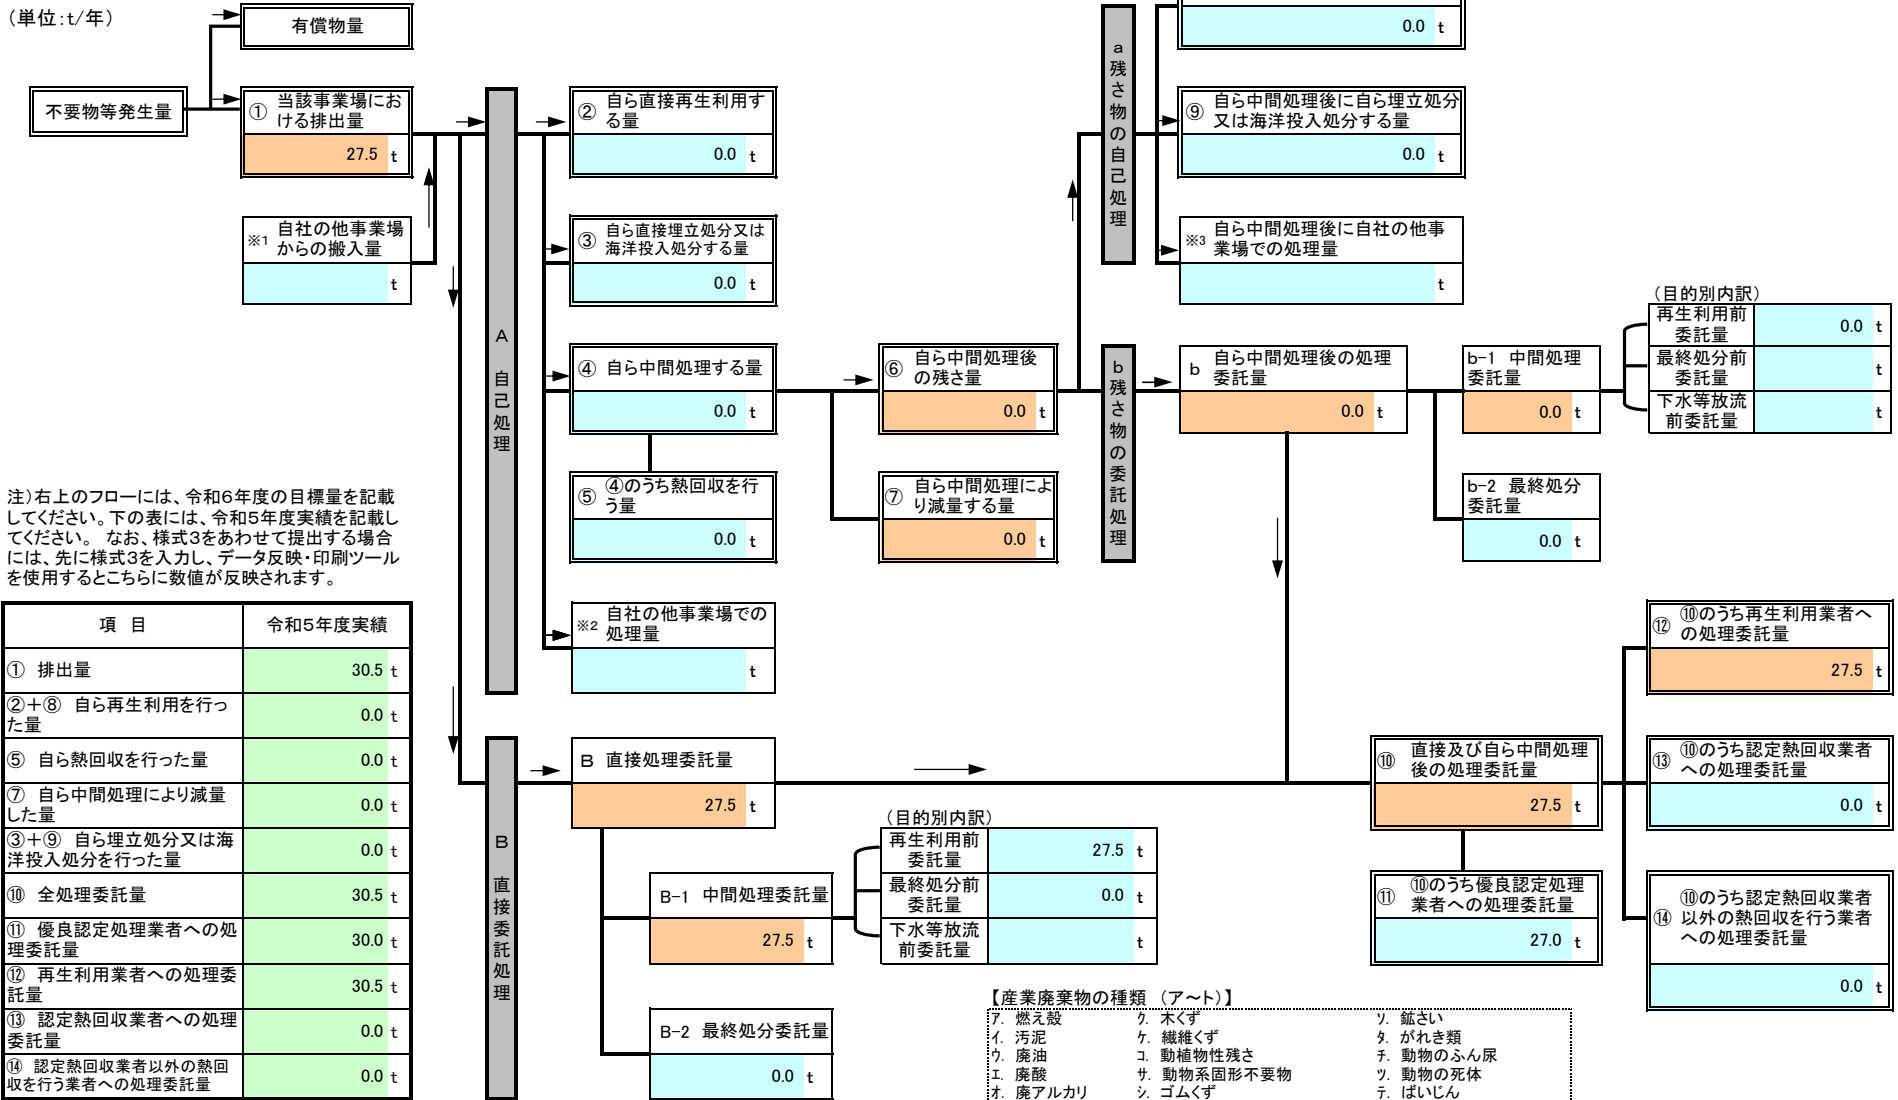 （単位：t/年）
有償物量
不要物等発生量
① 当該事業場にお
ける排出量
27.5 t
※1 自社の他事業場
からの搬入量
t
A 自己処理
② 自ら直接再生利用す
る量
0.0 t
③ 自ら直接埋立処分又は
海洋投入処分する量
0.0 t
④ 自ら中間処理する量
0.0 t
⑤ ④のうち熱回収を行
う量
0.0 t
※2 自社の他事業場での
処理量
t
⑥ 自ら中間処理後
の残さ量
0.0 t
⑦ 自ら中間処理によ
り減量する量
0.0 t
a 残さ物の自己処理
0.0 t
⑨ 自ら中間処理後に自ら埋立処分
又は海洋投入処分する量
0.0 t
※3 自ら中間処理後に自社の他事
業場での処理量
t
b 残さ物の委託処理
b 自ら中間処理後の処理
委託量
0.0 t
b-1 中間処理
委託量
0.0 t
（目的別内訳）
再生利用前
委託量
0.0 t
最終処分前
委託量
t
下水等放流
前委託量
t
b-2 最終処分
委託量
0.0 t
注）右上のフローには、令和６年度の目標量を記載
してください。下の表には、令和５年度実績を記載し
てください。 なお、様式３をあわせて提出する場合
には、先に様式３を入力し、データ反映・印刷ツール
を使用するとこちらに数値が反映されます。
項 目 令和５年度実績
① 排出量 30.5 t
②＋⑧ 自ら再生利用を行っ
た量 0.0 t
⑤ 自ら熱回収を行った量 0.0 t
⑦ 自ら中間処理により減量
した量 0.0 t
③＋⑨ 自ら埋立処分又は海
洋投入処分を行った量 0.0 t
⑩ 全処理委託量 30.5 t
⑪ 優良認定処理業者への処
理委託量 30.0 t
⑫ 再生利用業者への処理委
託量 30.5 t
⑬ 認定熱回収業者への処理
委託量 0.0 t
⑭ 認定熱回収業者以外の熱回
収を行う業者への処理委託量 0.0 t
B 直接委託処理
B 直接処理委託量
27.5 t
B-1 中間処理委託量
27.5 t
（目的別内訳）
再生利用前
委託量
27.5 t
最終処分前
委託量
0.0 t
下水等放流
前委託量
t
B-2 最終処分委託量
0.0 t
⑩ 直接及び自ら中間処理
後の処理委託量
27.5 t
⑪ ⑩のうち優良認定処理
業者への処理委託量
27.0 t
⑫ ⑩のうち再生利用業者へ
の処理委託量
27.5 t
⑬ ⑩のうち認定熱回収業者
への処理委託量
0.0 t
⑭ ⑩のうち認定熱回収業者
以外の熱回収を行う業者
への処理委託量
0.0 t
【産業廃棄物の種類 （ア～ト）】
ア. 燃え殻 ク. 木くず ソ. 鉱さい
イ. 汚泥 ケ. 繊維くず タ. がれき類
ウ. 廃油 コ. 動植物性残さ チ. 動物のふん尿
エ. 廃酸 サ. 動物系固形不要物 ツ. 動物の死体
オ. 廃アルカリ シ. ゴムくず テ. ばいじん